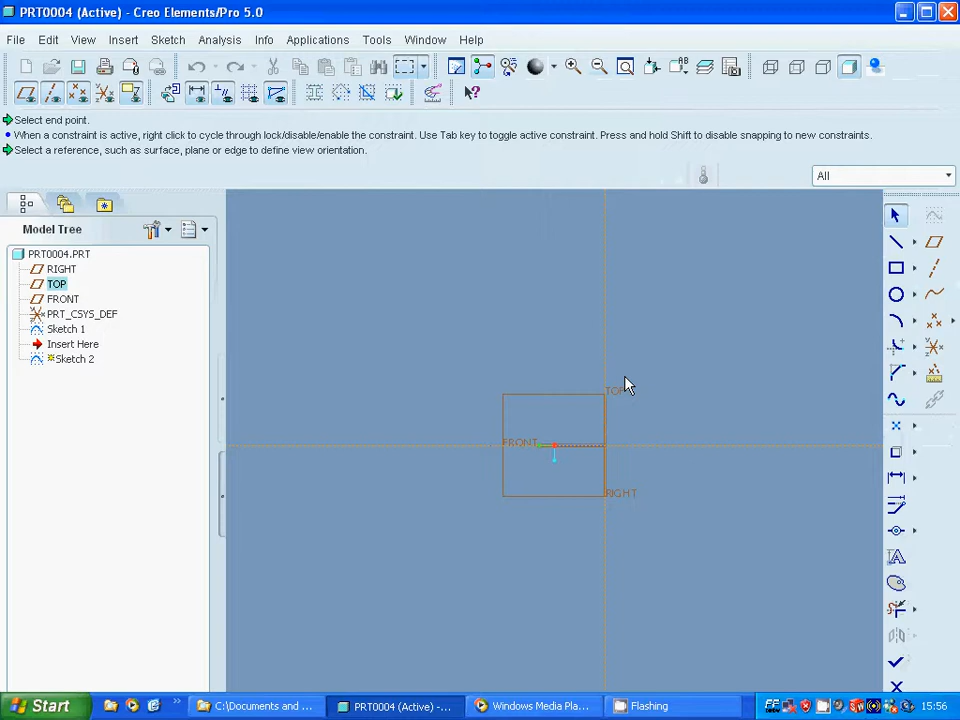 PRT0004 (Active) - Creo Elements/Pro 5.0
File Edit View Insert Sketch Analysis Info Applications Tools Window Help
Select end point.
When a constraint is active, right click to cycle through lock/disable/enable the constraint. Use Tab key to toggle active constraint. Press and hold Shift to disable snapping to new constraints.
Select a reference, such as surface, plane or edge to define view orientation.
All
Model Tree
PRT0004.PRT
RIGHT
TOP
FRONT
PRT_CSYS_DEF
Sketch 1
Insert Here
Sketch 2
TOP
FRONT
RIGHT
Start
C:\Documents and ...
PRT0004 (Active) -...
Windows Media Pla...
Flashing
15:56